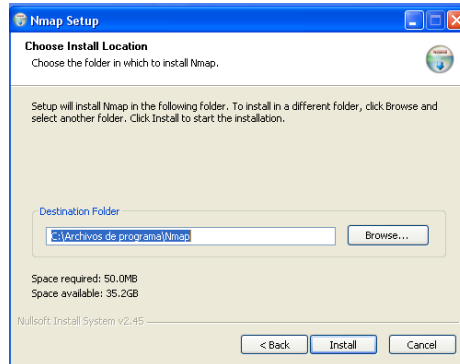 Nmap Setup
Choose Install Location
Choose the folder in which to install Nmap.
Setup will install Nmap in the following folder. To install in a different folder, click Browse and
select another folder. Click Install to start the installation.
Destination Folder
C:\Archivos de programa\Nmap
Browse...
Space required: 50.0MB
Space available: 35.2GB
Nullsoft Install System v2.45
< Back
Install
Cancel